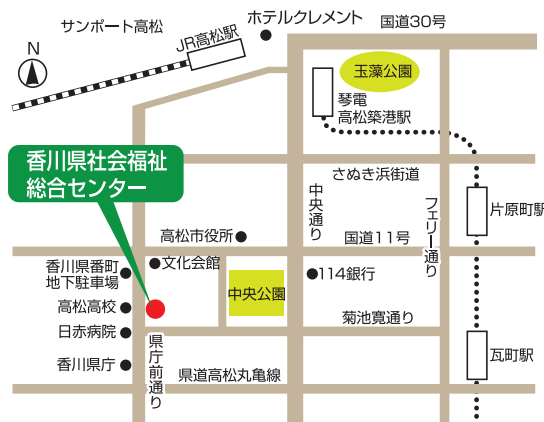 ホテルクレメント
国道30号
サンポート高松
JR高松駅
N
玉藻公園
琴電
高松築港駅
香川県社会福祉
総合センター
さぬき浜街道
中央通り
フェリー通り
片原町駅
高松市役所
国道11号
香川県番町
地下駐車場
文化会館
中央公園
114銀行
高松高校
菊池寛通り
日赤病院
県庁前通り
瓦町駅
香川県庁
県道高松丸亀線